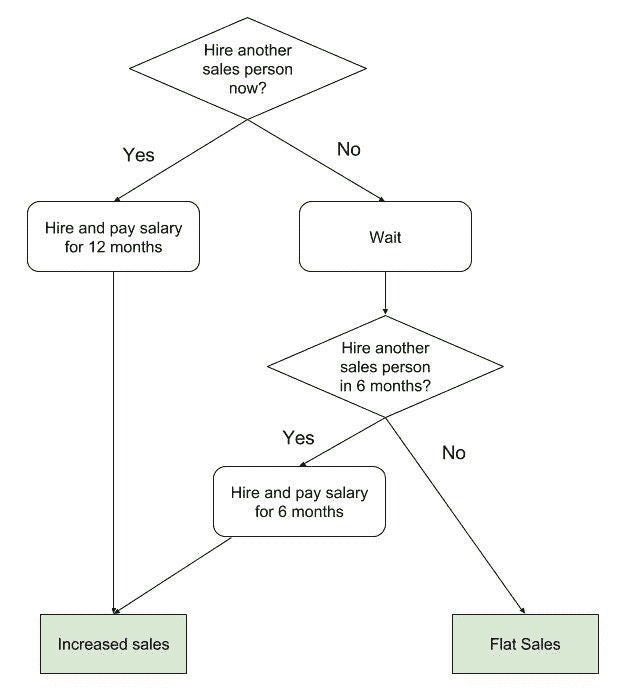 Hire another
sales person
now?
Yes
No
Hire and pay salary
for 12 months
Wait
Hire another
sales person
in 6 months?
Yes
No
Hire and pay salary
for 6 months
Increased sales
Flat Sales